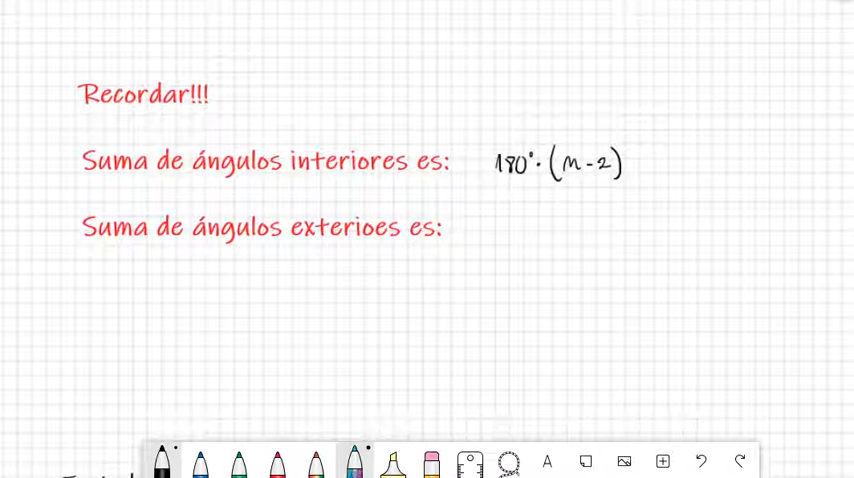 Recordar!!!
Suma de ángulos interiores es: 180°·(n-2)
Suma de ángulos exterioes es:
A